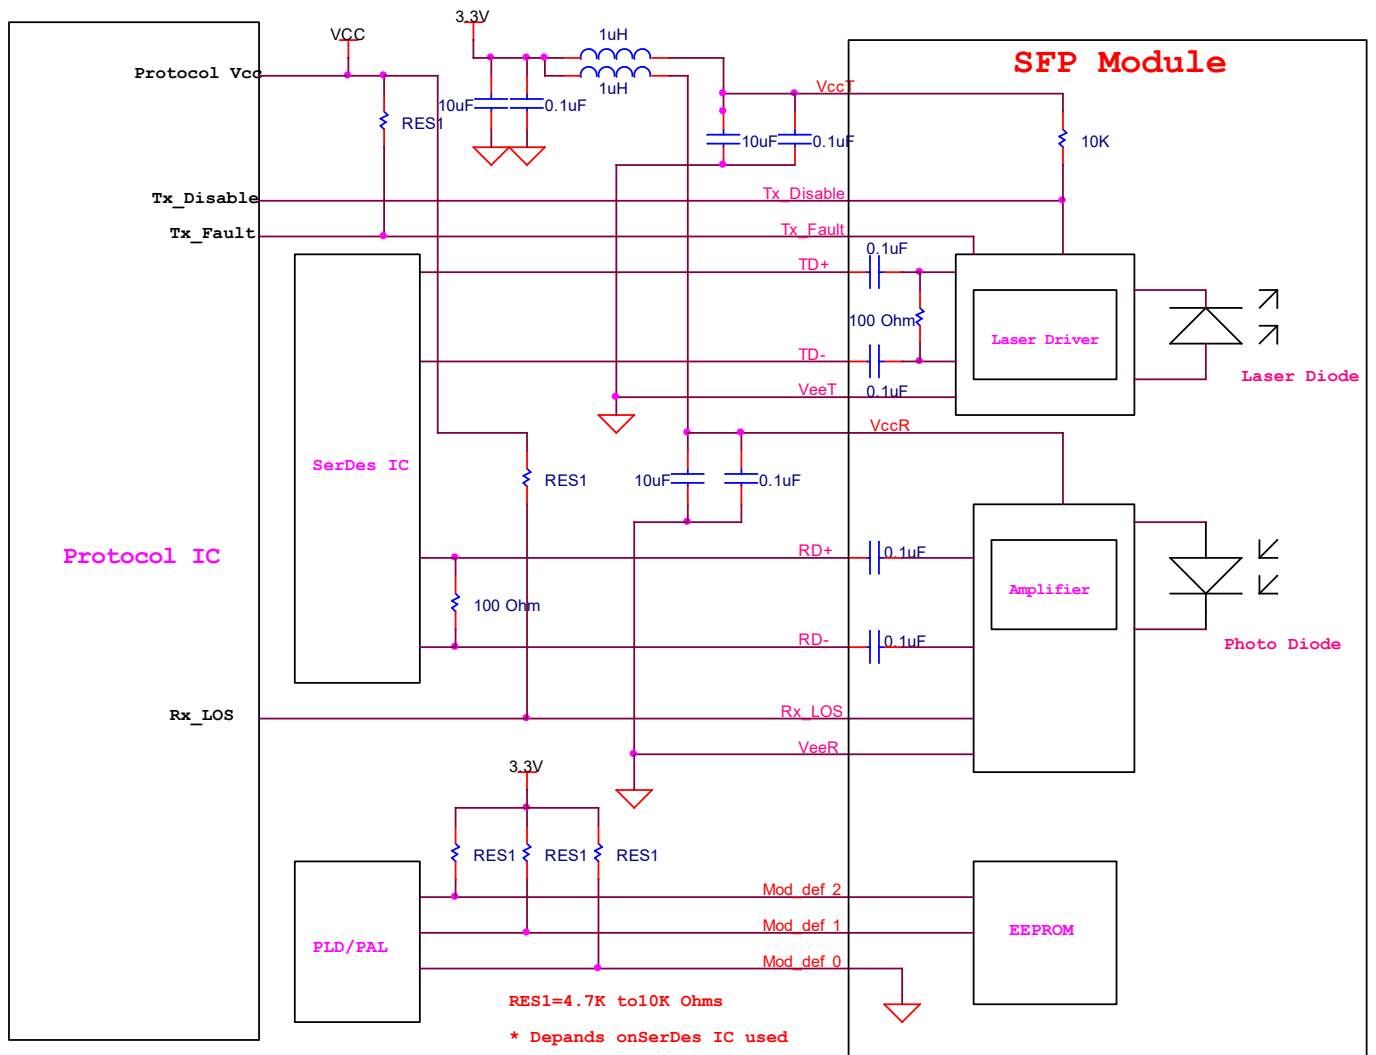 3.3V
VCC
1uH
SFP Module
Protocol Vcc
VccT
1uH
10uF
0.1uF
RES1
10uF
0.1uF
10K
Tx_Disable
Tx_Disable
Tx_Fault
Tx_Fault
0.1uF
TD+
100 Ohm
Laser Driver
TD-
Laser Diode
VeeT
0.1uF
VccR
SerDes IC
RES1
10uF
0.1uF
Protocol IC
RD+
0.1uF
Amplifier
100 Ohm
RD-
0.1uF
Photo Diode
Rx_LOS
Rx_LOS
VeeR
3.3V
RES1
RES1
RES1
Mod_def 2
Mod_def 1
EEPROM
PLD/PAL
Mod_def 0
RES1=4.7K to10K Ohms
* Depands onSerDes IC used